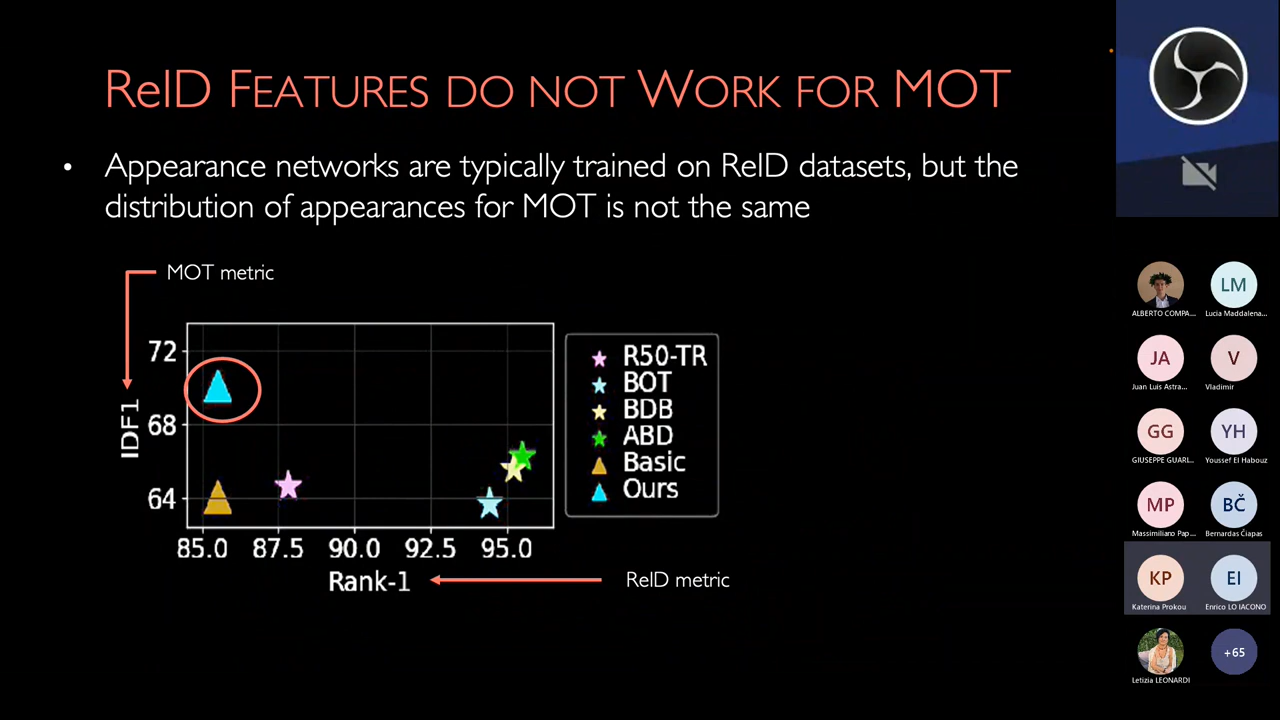 ReID FEATURES DO NOT WORK FOR MOT
• Appearance networks are typically trained on ReID datasets, but the
distribution of appearances for MOT is not the same
MOT metric
72
68
64
IDF1
85.0 87.5 90.0 92.5 95.0
Rank-1
ReID metric
R50-TR
BOT
BDB
ABD
Basic
Ours
ALBERTO COMPA...
LM
Lucia Maddalena...
JA
Juan Luis Astra...
V
Vladimir
GG
GIUSEPPE GUARI...
YH
Youssef El Habouz
MP
Massimiliano Pap...
BČ
Bernardas Čiapas
KP
Katerina Prokou
EI
Enrico LO IACONO
Letizia LEONARDI
+65